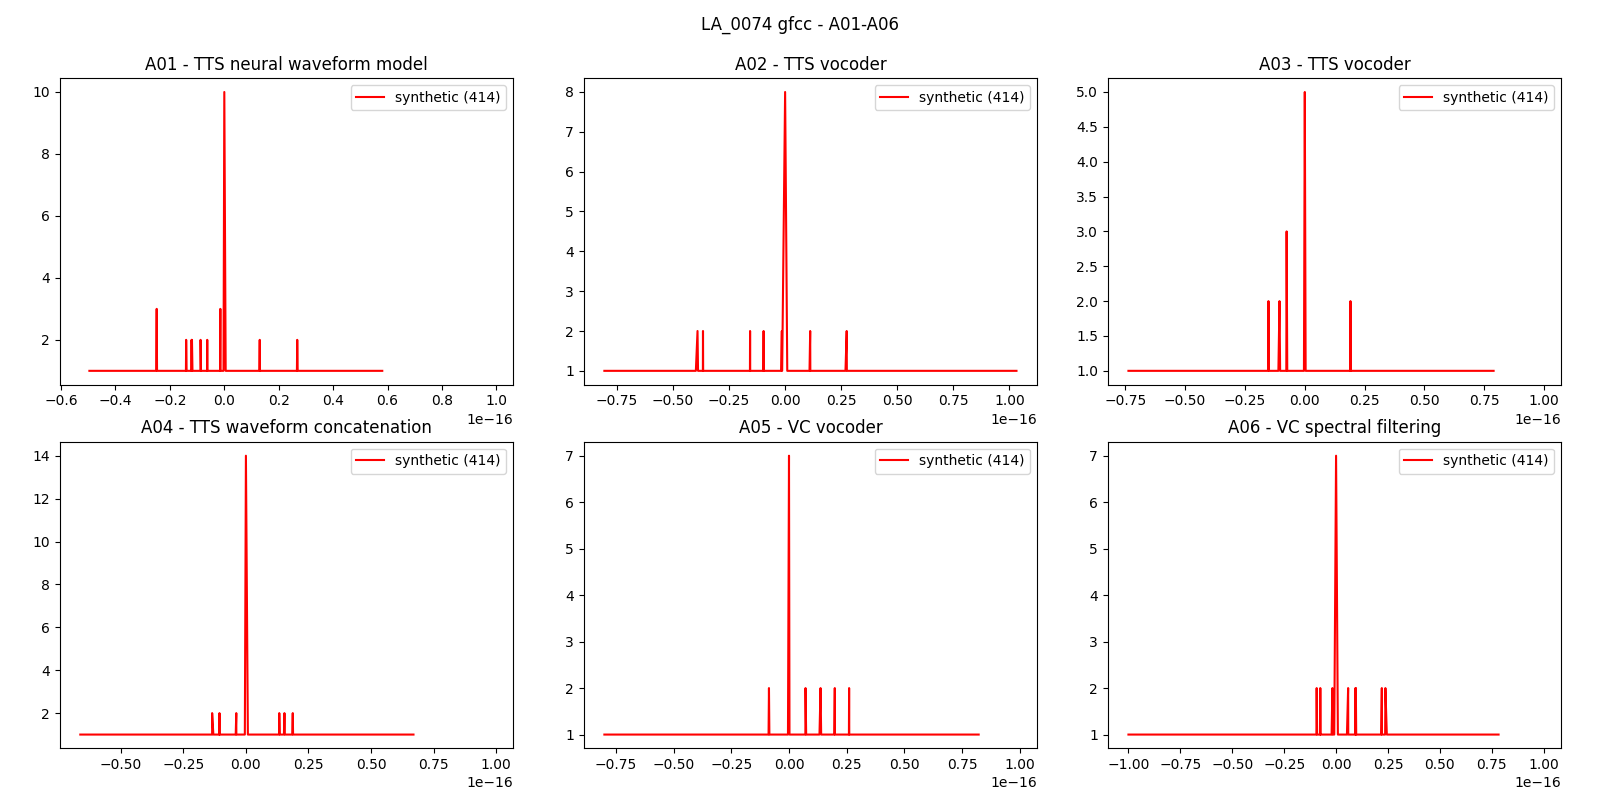 LA_0074 gfcc - A01-A06
A01 - TTS neural waveform model
synthetic (414)
10
8
6
4
2
−0.6 −0.4 −0.2 0.0 0.2 0.4 0.6 0.8 1.0
1e−16
A02 - TTS vocoder
synthetic (414)
8
7
6
5
4
3
2
1
−0.75 −0.50 −0.25 0.00 0.25 0.50 0.75 1.00
1e−16
A03 - TTS vocoder
synthetic (414)
5.0
4.5
4.0
3.5
3.0
2.5
2.0
1.5
1.0
−0.75 −0.50 −0.25 0.00 0.25 0.50 0.75 1.00
1e−16
A04 - TTS waveform concatenation
synthetic (414)
14
12
10
8
6
4
2
−0.50 −0.25 0.00 0.25 0.50 0.75 1.00
1e−16
A05 - VC vocoder
synthetic (414)
7
6
5
4
3
2
1
−0.75 −0.50 −0.25 0.00 0.25 0.50 0.75 1.00
1e−16
A06 - VC spectral filtering
synthetic (414)
7
6
5
4
3
2
1
−1.00 −0.75 −0.50 −0.25 0.00 0.25 0.50 0.75 1.00
1e−16